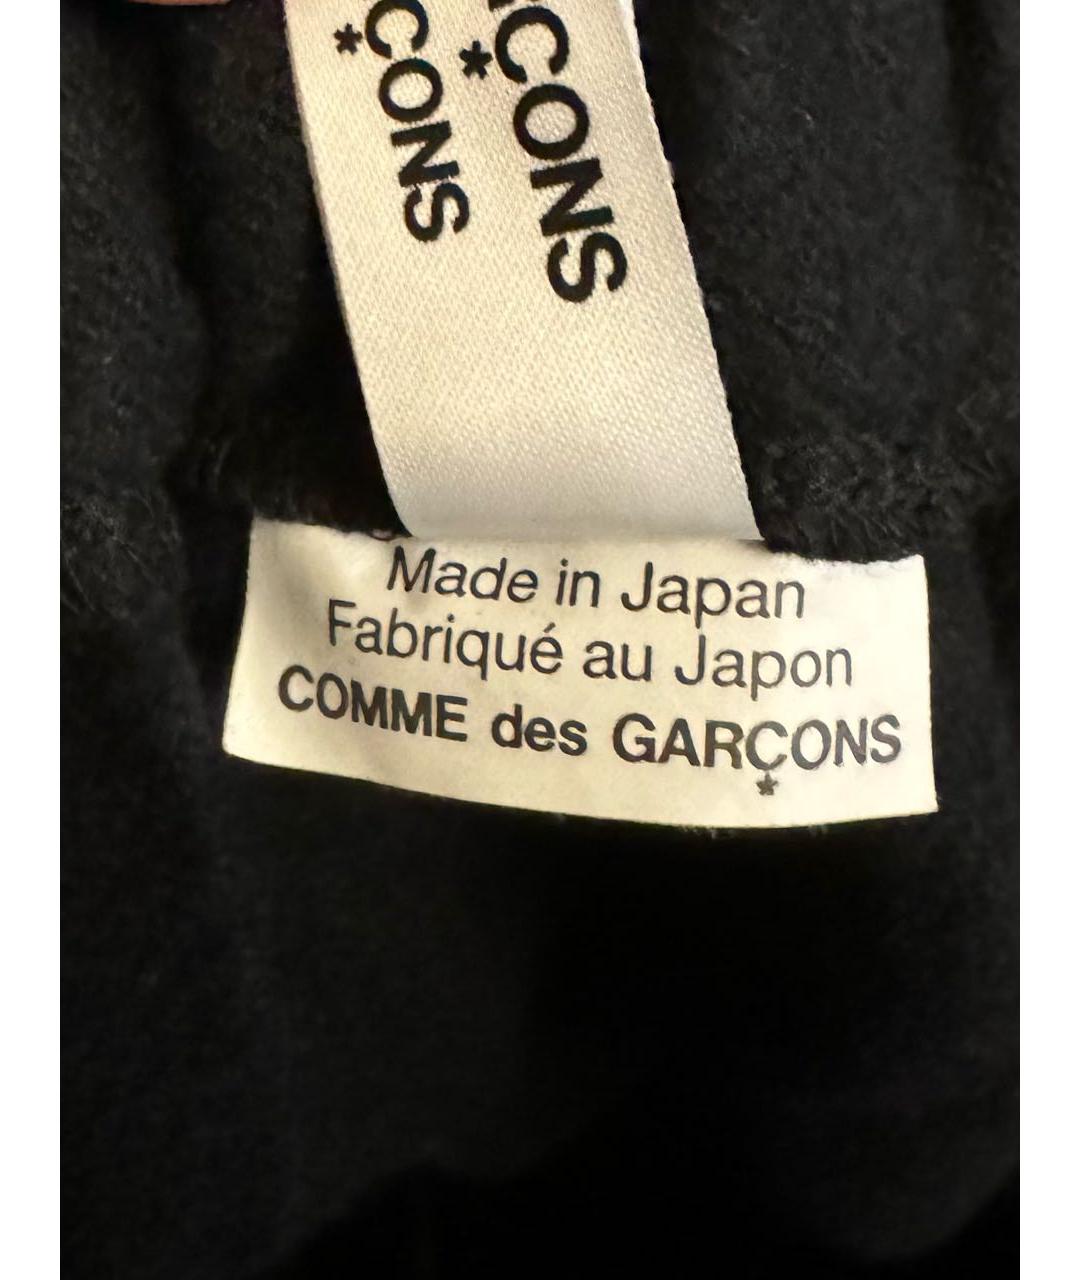 ÇONS
ÇONS
Made in Japan
Fabriqué au Japon
COMME des GARÇONS
*